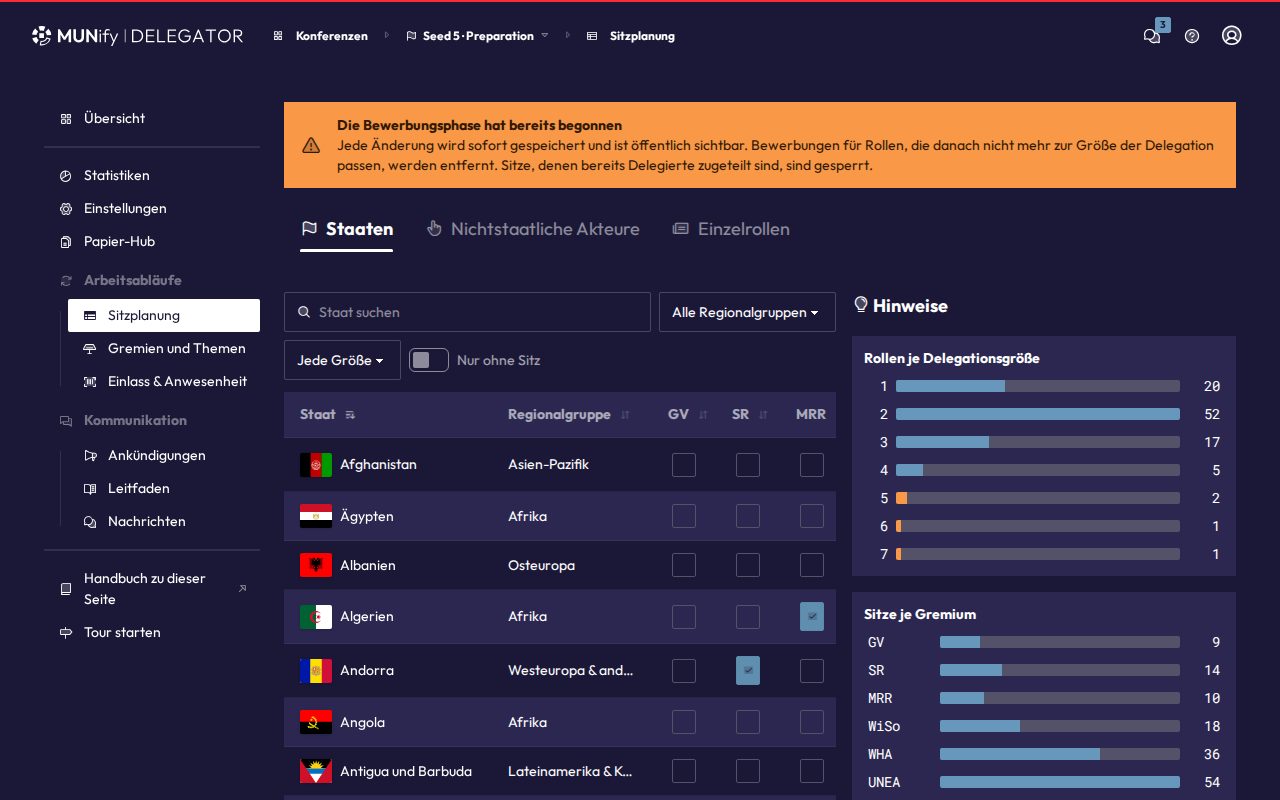 MUNify | DELEGATOR
Konferenzen
Seed 5 · Preparation
Sitzplanung
3
Übersicht
Statistiken
Einstellungen
Papier-Hub
Arbeitsabläufe
Sitzplanung
Gremien und Themen
Einlass & Anwesenheit
Kommunikation
Ankündigungen
Leitfaden
Nachrichten
Handbuch zu dieser
Seite
Tour starten
Die Bewerbungsphase hat bereits begonnen
Jede Änderung wird sofort gespeichert und ist öffentlich sichtbar. Bewerbungen für Rollen, die danach nicht mehr zur Größe der Delegation
passen, werden entfernt. Sitze, denen bereits Delegierte zugeteilt sind, sind gesperrt.
Staaten
Nichtstaatliche Akteure
Einzelrollen
Staat suchen
Alle Regionalgruppen
Jede Größe
Nur ohne Sitz
Staat Regionalgruppe GV SR MRR
Afghanistan Asien-Pazifik
Ägypten Afrika
Albanien Osteuropa
Algerien Afrika
Andorra Westeuropa & and...
Angola Afrika
Antigua und Barbuda Lateinamerika & K...
Hinweise
Rollen je Delegationsgröße
1 20
2 52
3 17
4 5
5 2
6 1
7 1
Sitze je Gremium
GV 9
SR 14
MRR 10
WiSo 18
WHA 36
UNEA 54